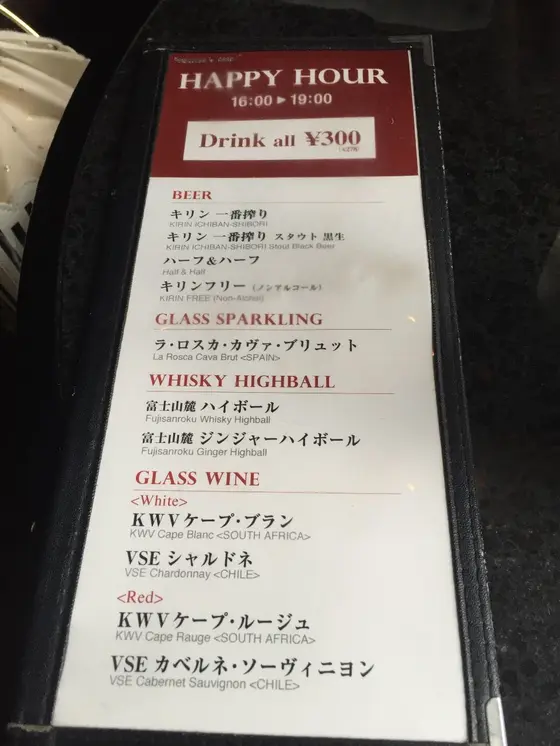 HAPPY HOUR
16:00▶19:00
Drink all ¥300
BEER
キリン 一番搾り
KIRIN ICHIBAN-SHIBORI
キリン 一番搾り スタウト 黒生
KIRIN ICHIBAN-SHIBORI Stout Black Beer
ハーフ&ハーフ
Half & Half
キリンフリー (ノンアルコール)
KIRIN FREE (Non-Alcohol)
GLASS SPARKLING
ラ・ロスカ・カヴァ・ブリュット
La Rosca Cava Brut <SPAIN>
WHISKY HIGHBALL
富士山麓 ハイボール
Fujisanroku Whisky Highball
富士山麓 ジンジャーハイボール
Fujisanroku Ginger Highball
GLASS WINE
<White>
KWVケープ・ブラン
KWV Cape Blanc <SOUTH AFRICA>
VSE シャルドネ
VSE Chardonnay <CHILE>
<Red>
KWVケープ・ルージュ
KWV Cape Rauge <SOUTH AFRICA>
VSE カベルネ・ソーヴィニヨン
VSE Cabernet Sauvignon <CHILE>